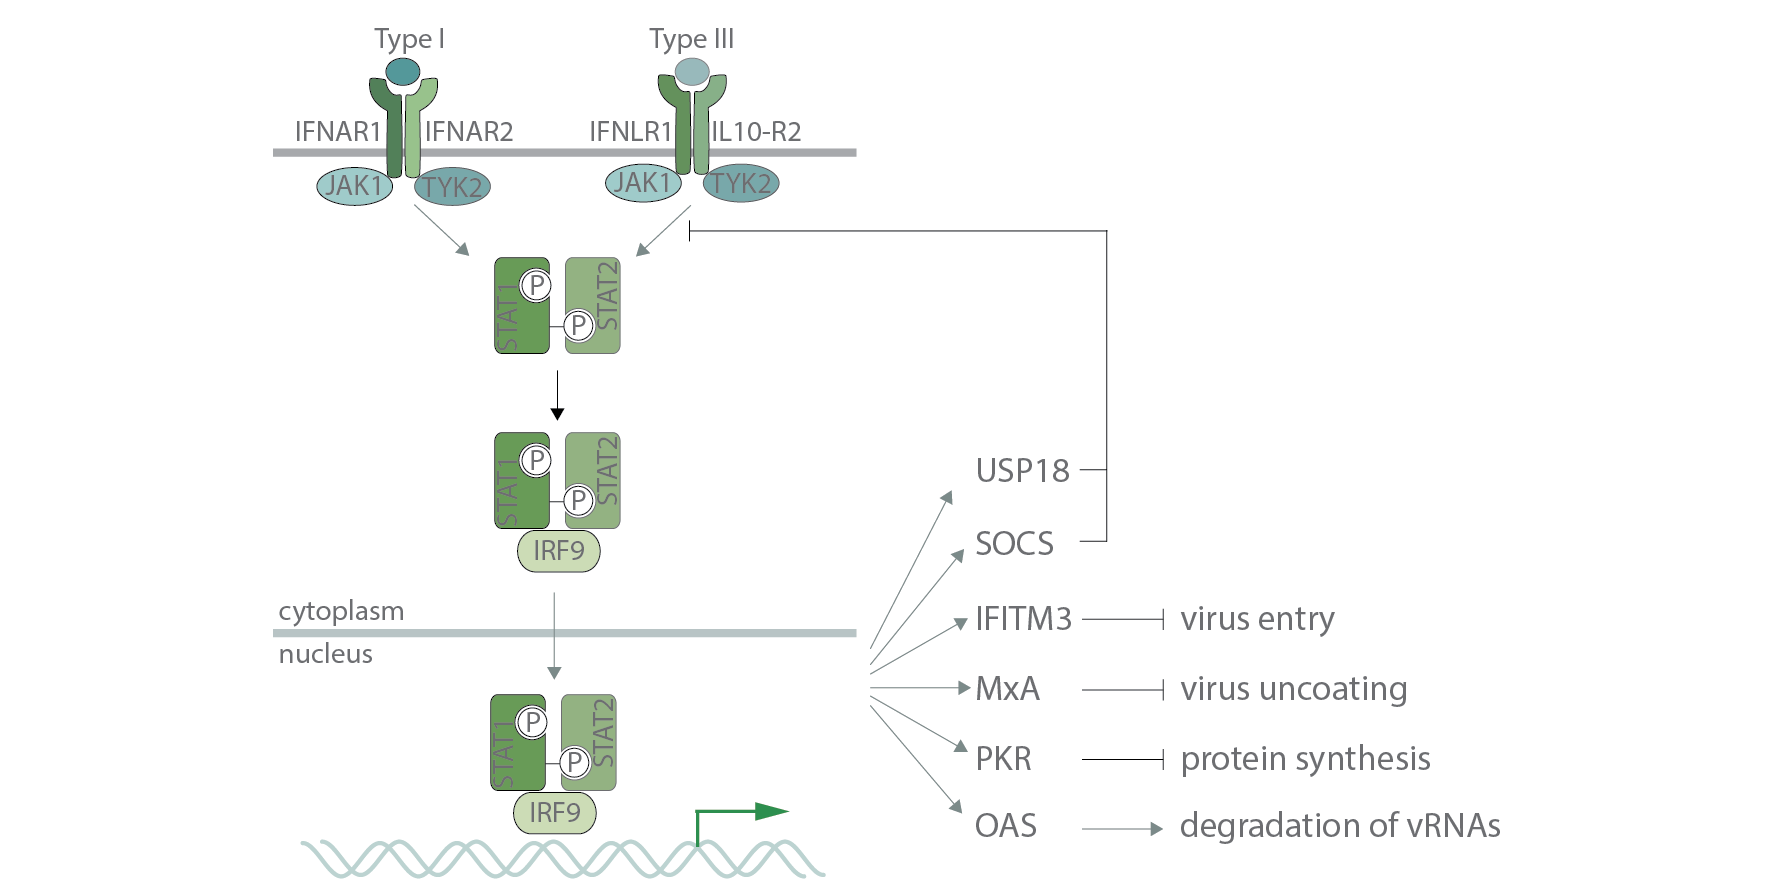 Type I
Type III
IFNAR1
IFNAR2
IFNLR1
IL10-R2
JAK1
TYK2
JAK1
TYK2
STAT1
P
P
STAT2
STAT1
P
P
STAT2
IRF9
cytoplasm
nucleus
STAT1
P
P
STAT2
IRF9
USP18
SOCS
IFITM3
virus entry
MxA
virus uncoating
PKR
protein synthesis
OAS
degradation of vRNAs